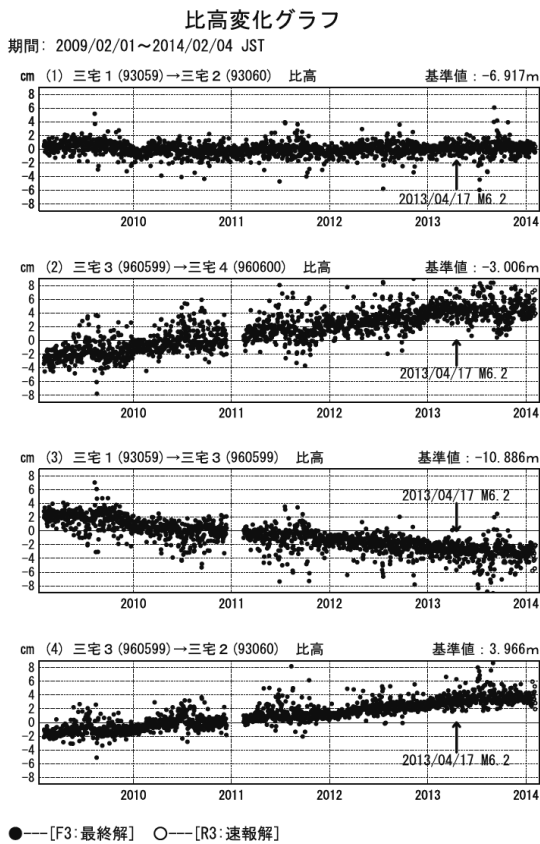 比高変化グラフ
期間: 2009/02/01～2014/02/04 JST
cm (1) 三宅1(93059)→三宅2(93060) 比高 基準値:-6.917m
8
6
4
2
0
-2
-4
-6
-8
2013/04/17 M6.2
2010 2011 2012 2013 2014
cm (2) 三宅3(960599)→三宅4(960600) 比高 基準値:-3.006m
8
6
4
2
0
-2
-4
-6
-8
2013/04/17 M6.2
2010 2011 2012 2013 2014
cm (3) 三宅1(93059)→三宅3(960599) 比高 基準値:-10.886m
8
6
4
2
0
-2
-4
-6
-8
2013/04/17 M6.2
2010 2011 2012 2013 2014
cm (4) 三宅3(960599)→三宅2(93060) 比高 基準値:3.966m
8
6
4
2
0
-2
-4
-6
-8
2013/04/17 M6.2
2010 2011 2012 2013 2014
●---[F3:最終解] ○---[R3:速報解]